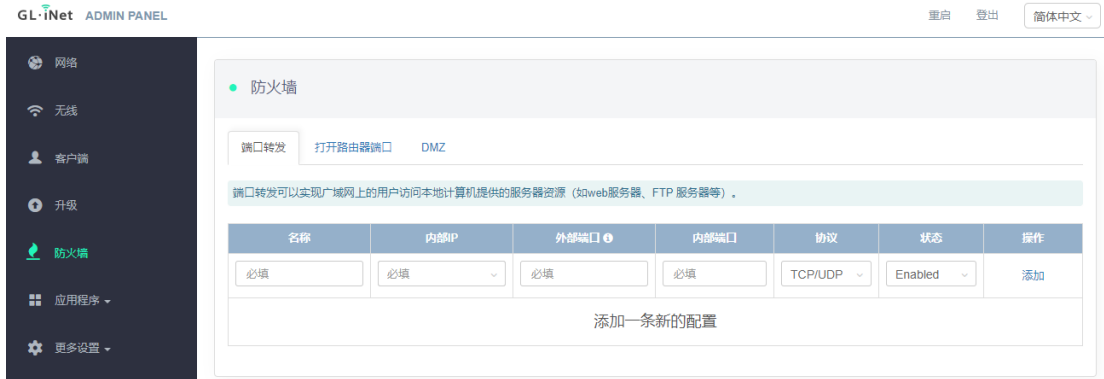 GL·iNet ADMIN PANEL 重启 登出 简体中文
网络
无线
客户端
升级
防火墙
应用程序
更多设置
防火墙
端口转发 打开路由器端口 DMZ
端口转发可以实现广域网上的用户访问本地计算机提供的服务器资源（如web服务器、FTP 服务器等）。
名称 内部IP 外部端口 内部端口 协议 状态 操作
必填 必填 必填 必填 TCP/UDP Enabled 添加
添加一条新的配置